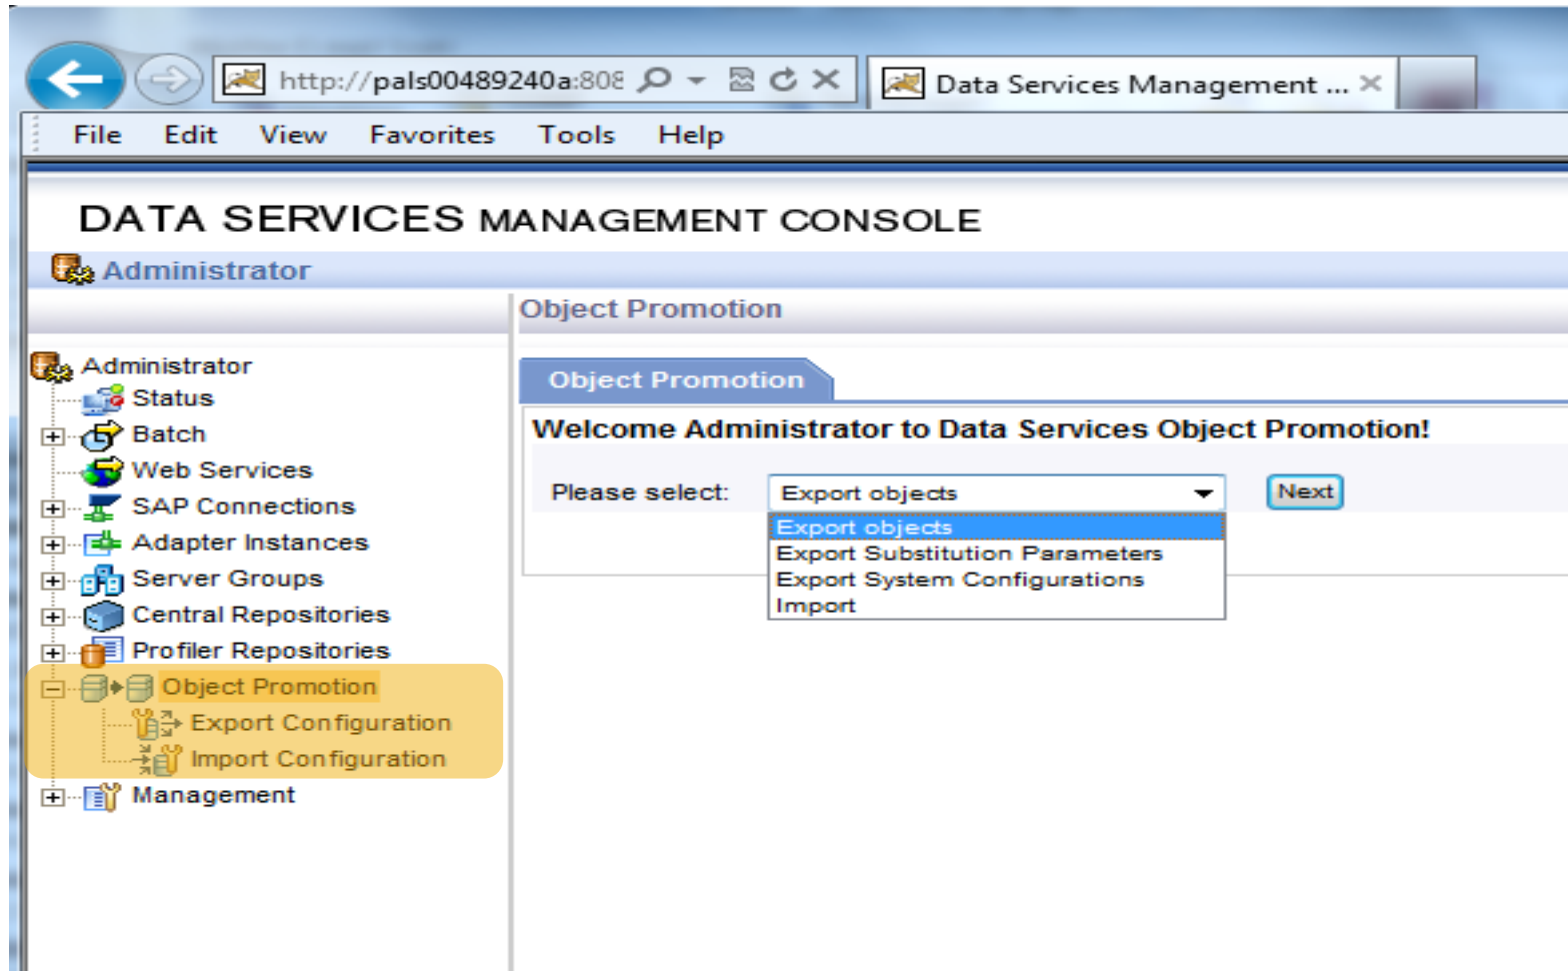 http://pals00489240a:808
Data Services Management ...
File Edit View Favorites Tools Help
DATA SERVICES MANAGEMENT CONSOLE
Administrator
Object Promotion
Administrator
Status
Batch
Web Services
SAP Connections
Adapter Instances
Server Groups
Central Repositories
Profiler Repositories
Object Promotion
Export Configuration
Import Configuration
Management
Object Promotion
Welcome Administrator to Data Services Object Promotion!
Please select: Export objects Next
Export objects
Export Substitution Parameters
Export System Configurations
Import